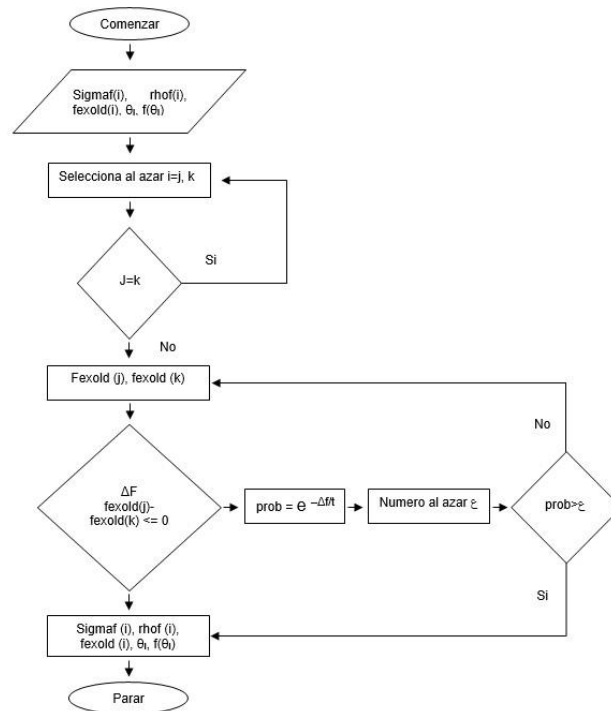 Comenzar
Sigmaf(i), rhof(i),
fexold(i), θᵢ, f(θᵢ)
Selecciona al azar i=j, k
Si
J=k
No
Fexold (j), fexold (k)
No
ΔF
fexold(j)-
fexold(k) <= 0
prob = e –Δf/t
Numero al azar ع
prob>ع
Si
Sigmaf (i), rhof (i),
fexold (i), θᵢ, f(θᵢ)
Parar